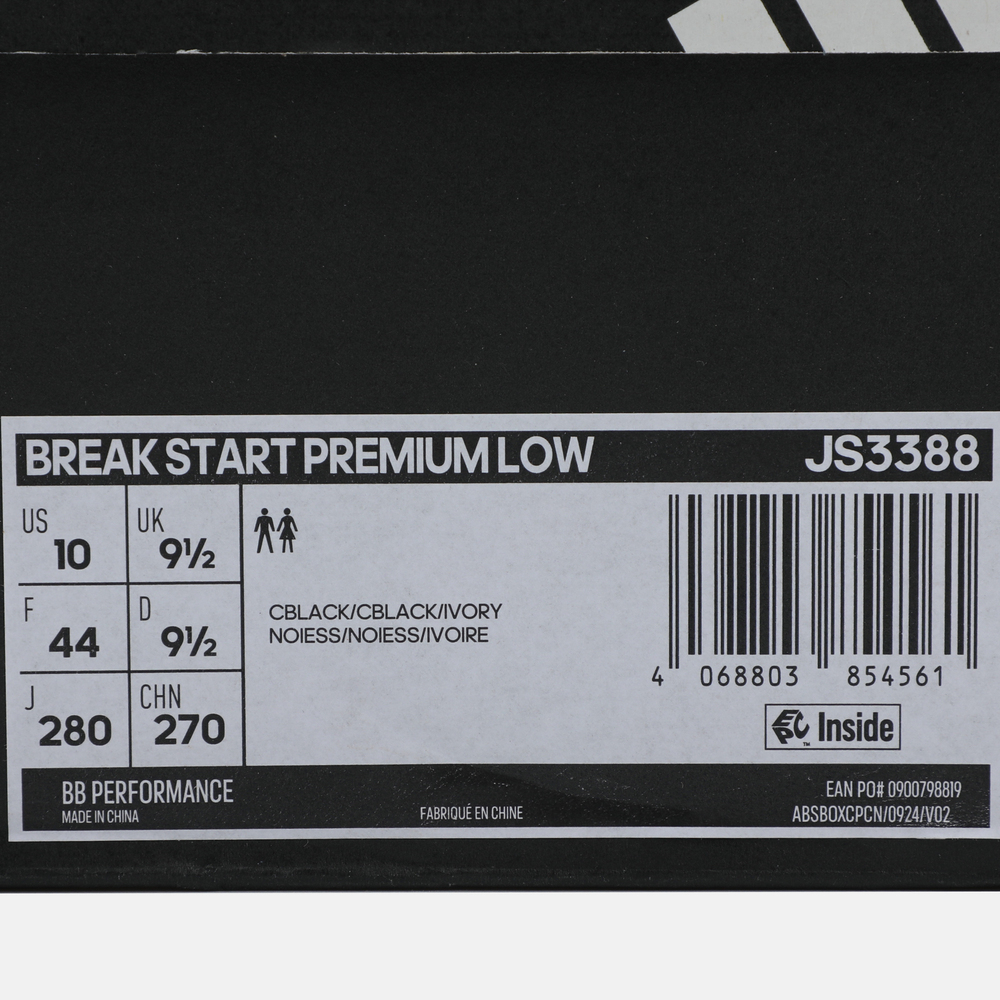 BREAK START PREMIUM LOW JS3388
US 10 UK 9½
F 44 D 9½
J 280 CHN 270
CBLACK/CBLACK/IVORY
NOIESS/NOIESS/IVOIRE
4 068803 854561
EPC Inside
™
BB PERFORMANCE
MADE IN CHINA
FABRIQUÉ EN CHINE
EAN PO# 0900798819
ABSBOXCPCN/0924/V02